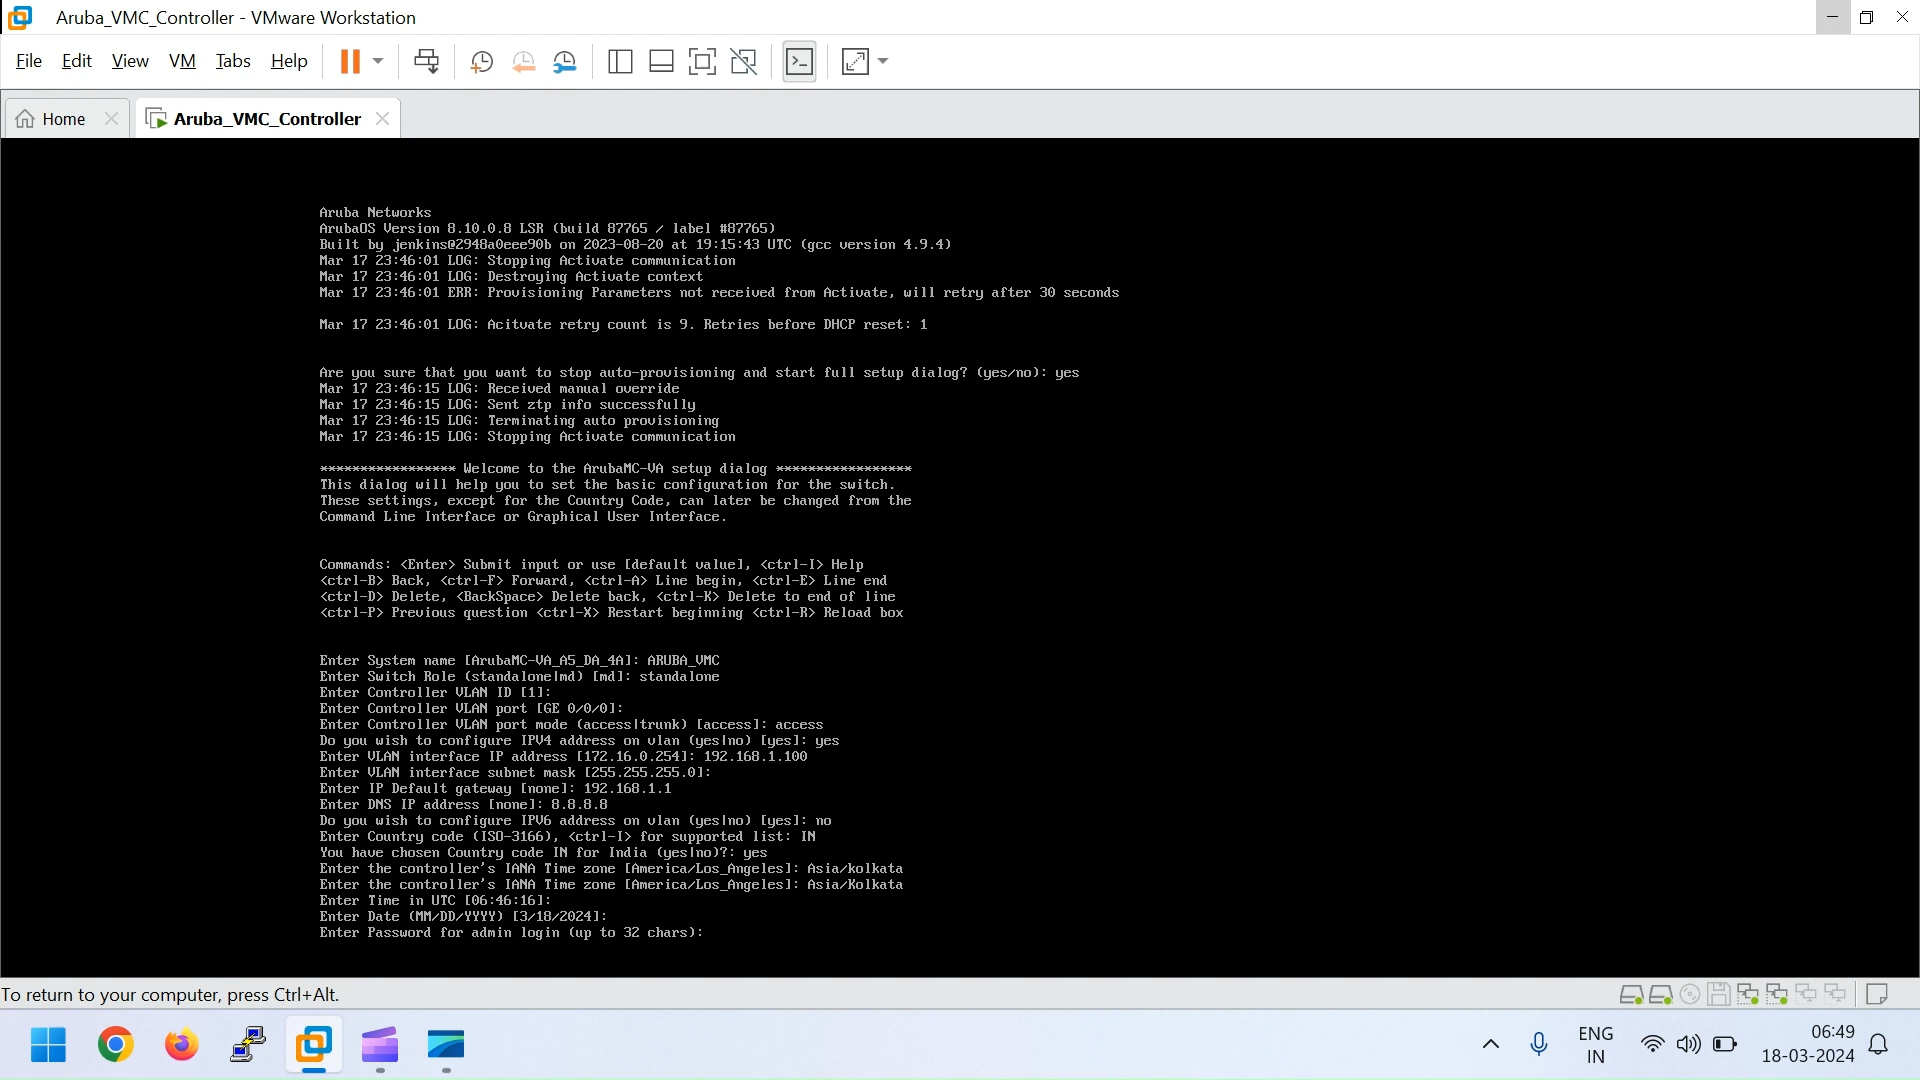 Aruba_VMC_Controller - VMware Workstation
File Edit View VM Tabs Help
Home Aruba_VMC_Controller
Aruba Networks
ArubaOS Version 8.10.0.8 LSR (build 87765 / label #87765)
Built by jenkins@2948a0eee90b on 2023-08-20 at 19:15:43 UTC (gcc version 4.9.4)
Mar 17 23:46:01 LOG: Stopping Activate communication
Mar 17 23:46:01 LOG: Destroying Activate context
Mar 17 23:46:01 ERR: Provisioning Parameters not received from Activate, will retry after 30 seconds
Mar 17 23:46:01 LOG: Acitvate retry count is 9. Retries before DHCP reset: 1
Are you sure that you want to stop auto-provisioning and start full setup dialog? (yes/no): yes
Mar 17 23:46:15 LOG: Received manual override
Mar 17 23:46:15 LOG: Sent ztp info successfully
Mar 17 23:46:15 LOG: Terminating auto provisioning
Mar 17 23:46:15 LOG: Stopping Activate communication
***************** Welcome to the ArubaMC-VA setup dialog *****************
This dialog will help you to set the basic configuration for the switch.
These settings, except for the Country Code, can later be changed from the
Command Line Interface or Graphical User Interface.
Commands: <Enter> Submit input or use [default value], <ctrl-I> Help
<ctrl-B> Back, <ctrl-F> Forward, <ctrl-A> Line begin, <ctrl-E> Line end
<ctrl-D> Delete, <BackSpace> Delete back, <ctrl-K> Delete to end of line
<ctrl-P> Previous question <ctrl-X> Restart beginning <ctrl-R> Reload box
Enter System name [ArubaMC-VA_A5_DA_4A]: ARUBA_VMC
Enter Switch Role (standalone|md) [md]: standalone
Enter Controller VLAN ID [1]:
Enter Controller VLAN port [GE 0/0/0]:
Enter Controller VLAN port mode (access|trunk) [access]: access
Do you wish to configure IPV4 address on vlan (yes|no) [yes]: yes
Enter VLAN interface IP address [172.16.0.254]: 192.168.1.100
Enter VLAN interface subnet mask [255.255.255.0]:
Enter IP Default gateway [none]: 192.168.1.1
Enter DNS IP address [none]: 8.8.8.8
Do you wish to configure IPV6 address on vlan (yes|no) [yes]: no
Enter Country code (ISO-3166), <ctrl-I> for supported list: IN
You have chosen Country code IN for India (yes|no)?: yes
Enter the controller's IANA Time zone [America/Los_Angeles]: Asia/kolkata
Enter the controller's IANA Time zone [America/Los_Angeles]: Asia/Kolkata
Enter Time in UTC [06:46:16]:
Enter Date (MM/DD/YYYY) [3/18/2024]:
Enter Password for admin login (up to 32 chars):
To return to your computer, press Ctrl+Alt.
ENG
IN
06:49
18-03-2024